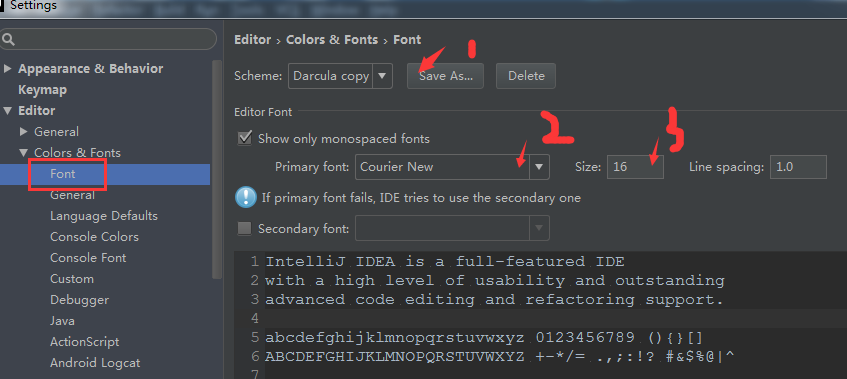 Settings
Editor › Colors & Fonts › Font
1
Scheme: Darcula copy Save As... Delete
Appearance & Behavior
Keymap
Editor
General
Colors & Fonts
Font
General
Language Defaults
Console Colors
Console Font
Custom
Debugger
Java
ActionScript
Android Logcat
Editor Font
Show only monospaced fonts
2
3
Primary font: Courier New Size: 16 Line spacing: 1.0
If primary font fails, IDE tries to use the secondary one
Secondary font:
1 IntelliJ IDEA is a full-featured IDE
2 with a high level of usability and outstanding
3 advanced code editing and refactoring support.
4
5 abcdefghijklmnopqrstuvwxyz 0123456789 (){}[]
6 ABCDEFGHIJKLMNOPQRSTUVWXYZ +-*/= .,;:!? #&$%@|^
7